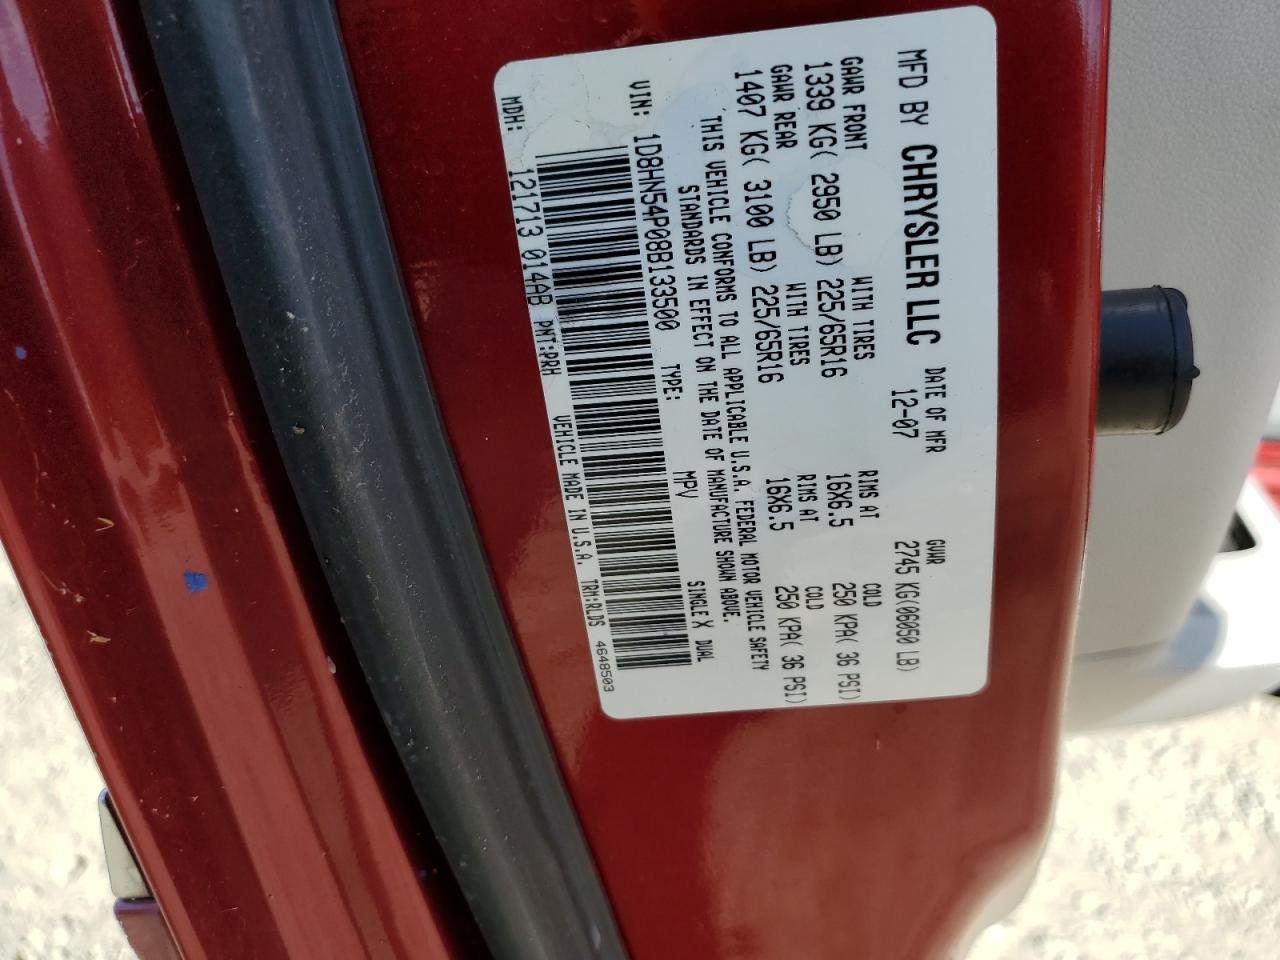 MFD BY CHRYSLER LLC DATE OF MFR 12-07 GVWR 2745 KG(06050 LB)
GAWR FRONT WITH TIRES RIMS AT COLD
1339 KG( 2950 LB) 225/65R16 16X6.5 250 KPA( 36 PSI)
GAWR REAR WITH TIRES RIMS AT COLD
1407 KG( 3100 LB) 225/65R16 16X6.5 250 KPA( 36 PSI)
THIS VEHICLE CONFORMS TO ALL APPLICABLE U.S.A. FEDERAL MOTOR VEHICLE SAFETY
STANDARDS IN EFFECT ON THE DATE OF MANUFACTURE SHOWN ABOVE.
VIN: 1D8HN54P08B133500 TYPE: MPV SINGLE X DUAL
MDH: 121713 014AB PNT:PRH VEHICLE MADE IN U.S.A. TRM:RLDS 4648503